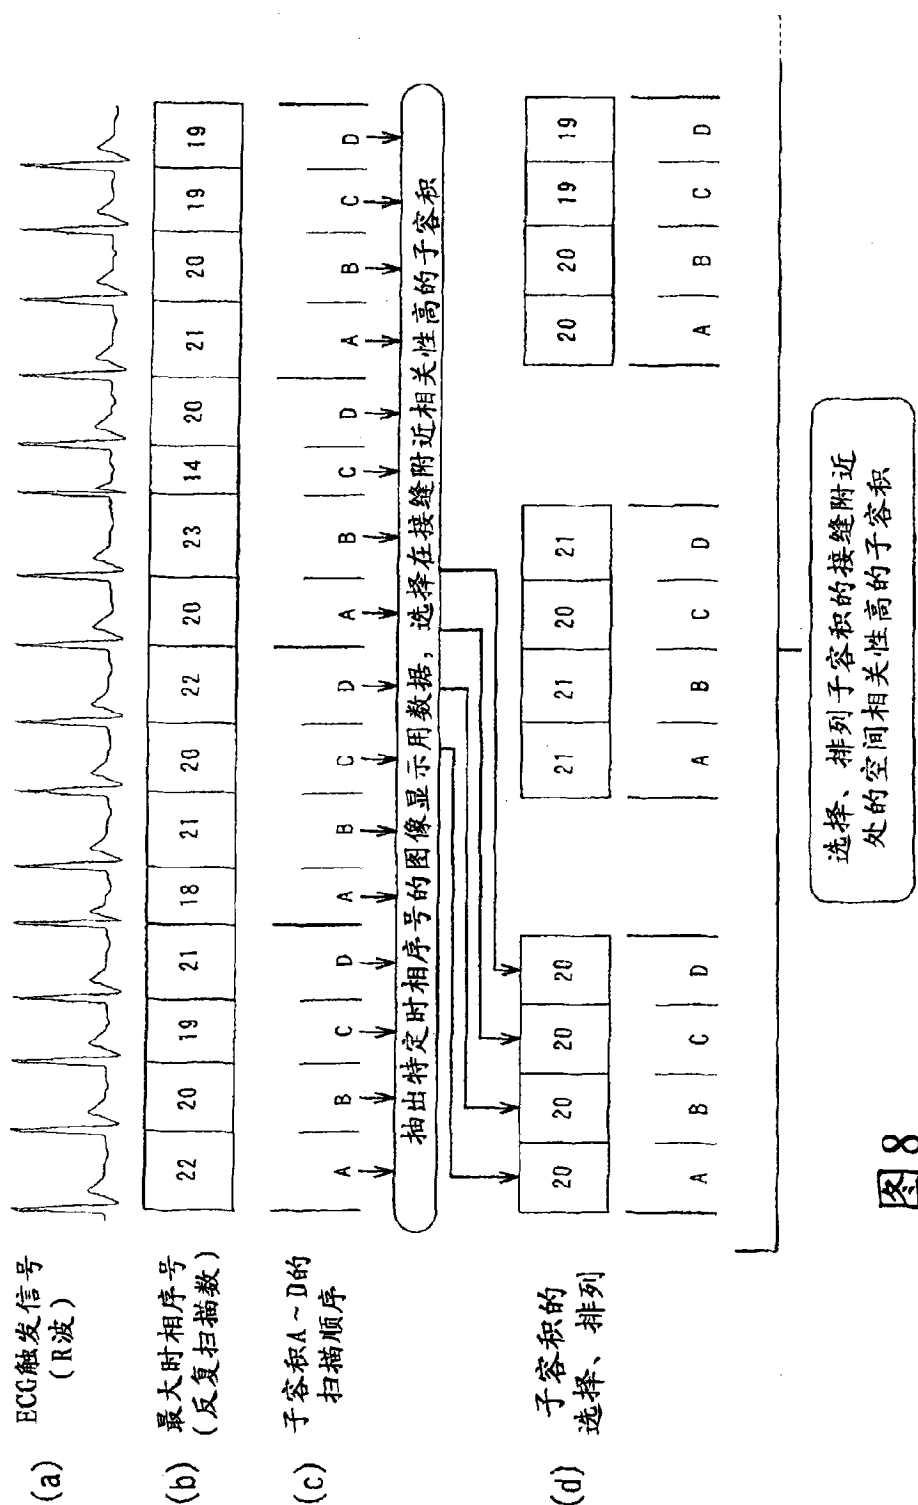 (a) ECG触发信号
(R波)
(b) 最大时相序号
(反复扫描数)
22 20 19 21 18 21 20 22 20 23 14 20 21 20 19 19
(c) 子容积A~D的
扫描顺序
A B C D A B C D A B C D A B C D
抽出特定时相序号的图像显示用数据，选择在接缝附近相关性高的子容积
(d) 子容积的
选择、排列
20 20 20 20 21 21 20 21 20 20 19 19
A B C D A B C D A B C D
选择、排列子容积的接缝附近
处的空间相关性高的子容积
图8